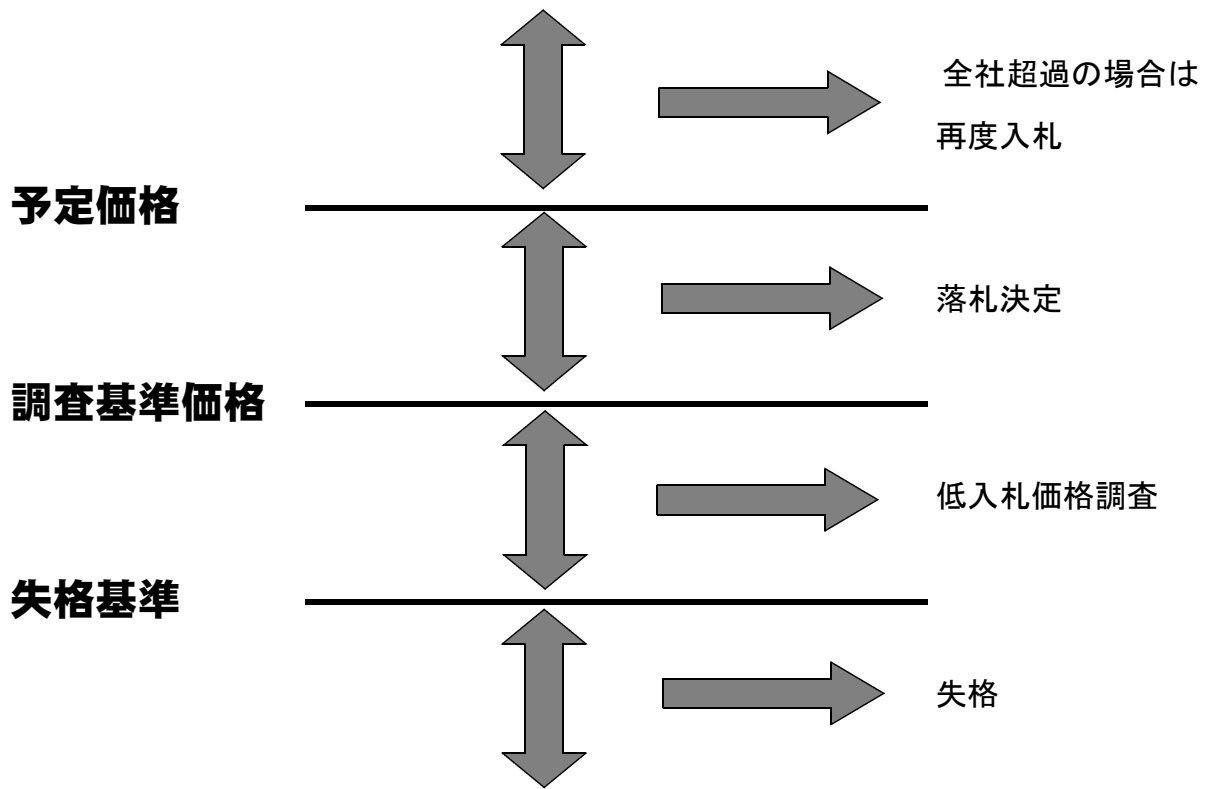 全社超過の場合は
再度入札
予定価格
落札決定
調査基準価格
低入札価格調査
失格基準
失格